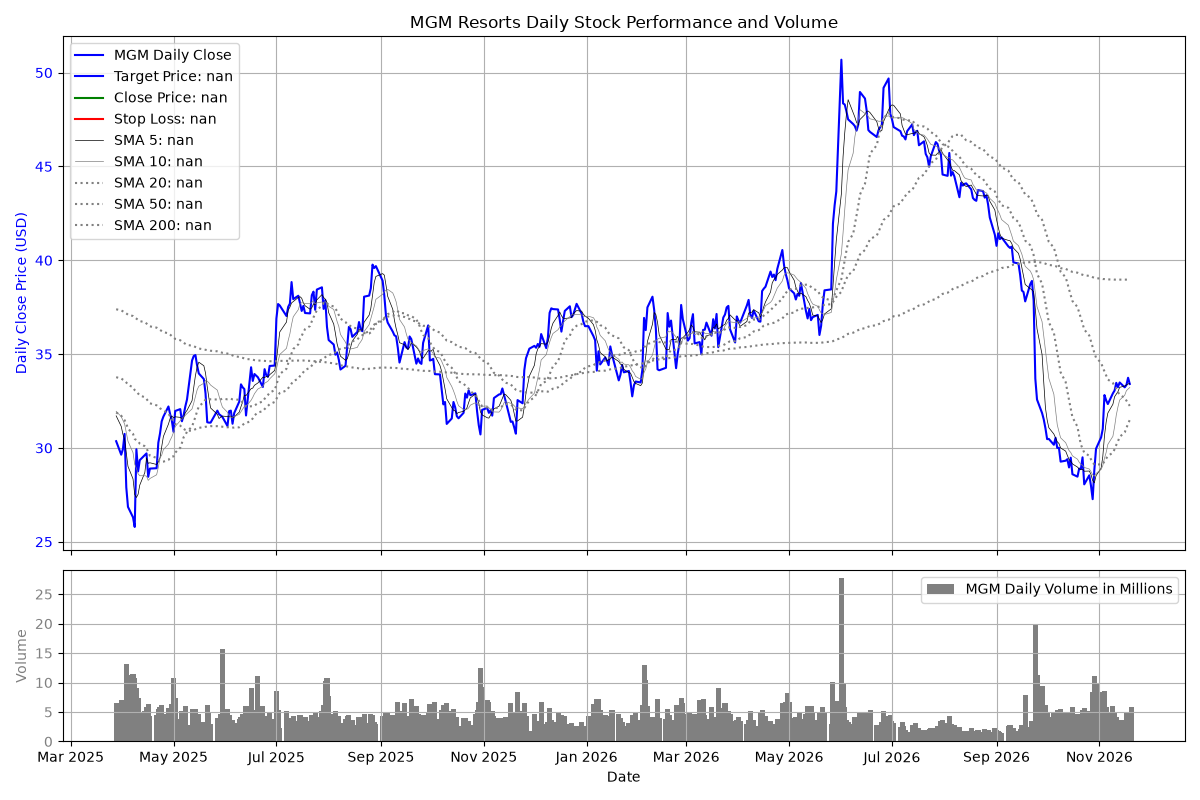 MGM Resorts Daily Stock Performance and Volume
MGM Daily Close
Target Price: nan
Close Price: nan
Stop Loss: nan
SMA 5: nan
SMA 10: nan
SMA 20: nan
SMA 50: nan
SMA 200: nan
Daily Close Price (USD)
50
45
40
35
30
25
MGM Daily Volume in Millions
Volume
25
20
15
10
5
0
Mar 2025 May 2025 Jul 2025 Sep 2025 Nov 2025 Jan 2026 Mar 2026 May 2026 Jul 2026 Sep 2026 Nov 2026
Date